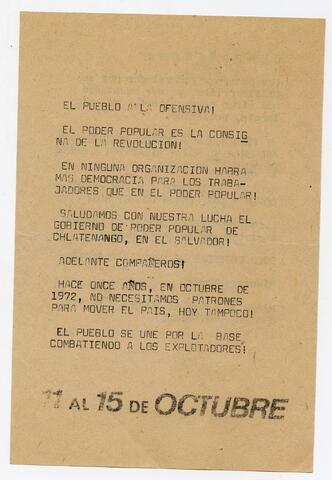 EL PUEBLO A LA OFENSIVA!
EL PODER POPULAR ES LA CONSIG
NA DE LA REVOLUCION!
EN NINGUNA ORGANIZACION HABRA
MAS DEMOCRACIA PARA LOS TRABA-
JADORES QUE EN EL PODER POPULAR!
SALUDAMOS CON NUESTRA LUCHA EL
GOBIERNO DE PODER POPULAR DE
CHLATENANGO, EN EL SALVADOR!
ADELANTE COMPAÑEROS!
HACE ONCE AÑOS, EN OCTUBRE DE
1972, NO NECESITAMOS PATRONES
PARA MOVER EL PAIS, HOY TAMPOCO!
EL PUEBLO SE UNE POR LA BASE
COMBATIENDO A LOS EXPLOTADORES!
11 AL 15 DE OCTUBRE